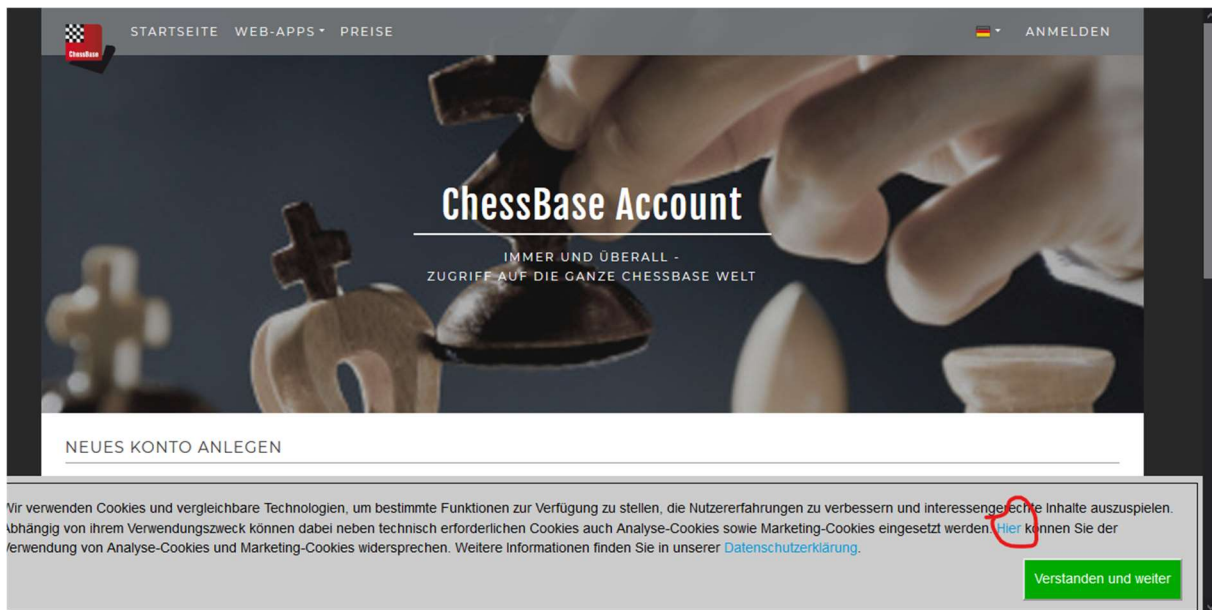 STARTSEITE WEB-APPS PREISE ANMELDEN
ChessBase
ChessBase Account
IMMER UND ÜBERALL -
ZUGRIFF AUF DIE GANZE CHESSBASE WELT
NEUES KONTO ANLEGEN
Wir verwenden Cookies und vergleichbare Technologien, um bestimmte Funktionen zur Verfügung zu stellen, die Nutzererfahrungen zu verbessern und interessengerechte Inhalte auszuspielen.
Abhängig von ihrem Verwendungszweck können dabei neben technisch erforderlichen Cookies auch Analyse-Cookies sowie Marketing-Cookies eingesetzt werden. Hier können Sie der
Verwendung von Analyse-Cookies und Marketing-Cookies widersprechen. Weitere Informationen finden Sie in unserer Datenschutzerklärung.
Verstanden und weiter